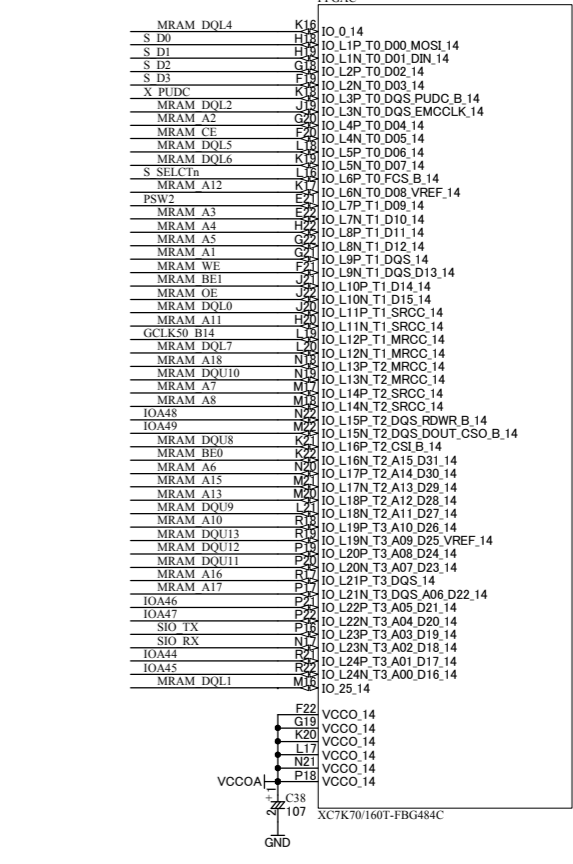 MRAM_DQL4 K16 IO_0_14
S_D0 H18 IO_L1P_T0_D00_MOSI_14
S_D1 H19 IO_L1N_T0_D01_DIN_14
S_D2 G18 IO_L2P_T0_D02_14
S_D3 F19 IO_L2N_T0_D03_14
X_PUDC K18 IO_L3P_T0_DQS_PUDC_B_14
MRAM_DQL2 J19 IO_L3N_T0_DQS_EMCCLK_14
MRAM_A2 G20 IO_L4P_T0_D04_14
MRAM_CE F20 IO_L4N_T0_D05_14
MRAM_DQL5 L18 IO_L5P_T0_D06_14
MRAM_DQL6 K19 IO_L5N_T0_D07_14
S_SELCTn L16 IO_L6P_T0_FCS_B_14
MRAM_A12 K17 IO_L6N_T0_D08_VREF_14
PSW2 E21 IO_L7P_T1_D09_14
MRAM_A3 E22 IO_L7N_T1_D10_14
MRAM_A4 H22 IO_L8P_T1_D11_14
MRAM_A5 G22 IO_L8N_T1_D12_14
MRAM_A1 G21 IO_L9P_T1_DQS_14
MRAM_WE F21 IO_L9N_T1_DQS_D13_14
MRAM_BE1 J21 IO_L10P_T1_D14_14
MRAM_OE J22 IO_L10N_T1_D15_14
MRAM_DQL0 J20 IO_L11P_T1_SRCC_14
MRAM_A11 H20 IO_L11N_T1_SRCC_14
GCLK50_B14 L19 IO_L12P_T1_MRCC_14
MRAM_DQL7 L20 IO_L12N_T1_MRCC_14
MRAM_A18 N18 IO_L13P_T2_MRCC_14
MRAM_DQU10 N19 IO_L13N_T2_MRCC_14
MRAM_A7 M17 IO_L14P_T2_SRCC_14
MRAM_A8 M18 IO_L14N_T2_SRCC_14
IOA48 N22 IO_L15P_T2_DQS_RDWR_B_14
IOA49 M22 IO_L15N_T2_DQS_DOUT_CSO_B_14
MRAM_DQU8 K21 IO_L16P_T2_CSI_B_14
MRAM_BE0 K22 IO_L16N_T2_A15_D31_14
MRAM_A6 N20 IO_L17P_T2_A14_D30_14
MRAM_A15 M21 IO_L17N_T2_A13_D29_14
MRAM_A13 M20 IO_L18P_T2_A12_D28_14
MRAM_DQU9 L21 IO_L18N_T2_A11_D27_14
MRAM_A10 R18 IO_L19P_T3_A10_D26_14
MRAM_DQU13 R19 IO_L19N_T3_A09_D25_VREF_14
MRAM_DQU12 P19 IO_L20P_T3_A08_D24_14
MRAM_DQU11 P20 IO_L20N_T3_A07_D23_14
MRAM_A16 R17 IO_L21P_T3_DQS_14
MRAM_A17 P17 IO_L21N_T3_DQS_A06_D22_14
IOA46 P21 IO_L22P_T3_A05_D21_14
IOA47 P22 IO_L22N_T3_A04_D20_14
SIO_TX P16 IO_L23P_T3_A03_D19_14
SIO_RX N17 IO_L23N_T3_A02_D18_14
IOA44 R21 IO_L24P_T3_A01_D17_14
IOA45 R22 IO_L24N_T3_A00_D16_14
MRAM_DQL1 M16 IO_25_14
F22 VCCO_14
G19 VCCO_14
K20 VCCO_14
L17 VCCO_14
N21 VCCO_14
VCCOA P18 VCCO_14
1 + C38
2 107 XC7K70/160T-FBG484C
GND